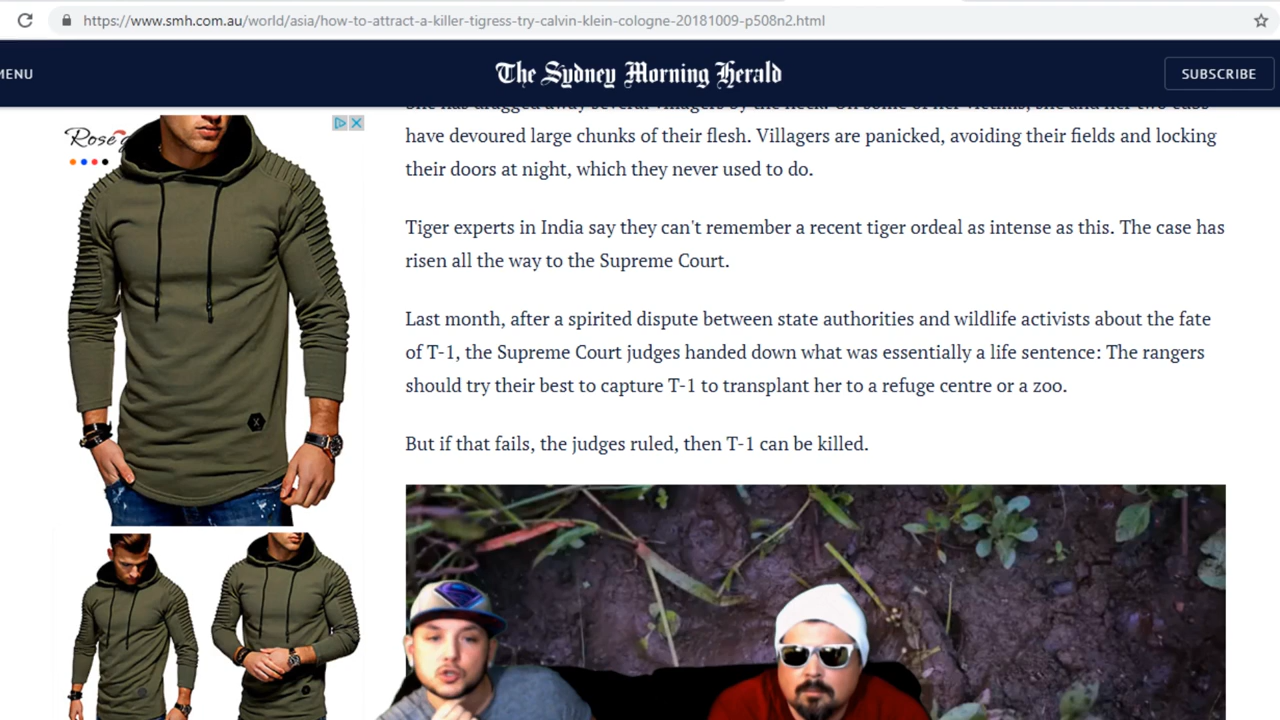 https://www.smh.com.au/world/asia/how-to-attract-a-killer-tigress-try-calvin-klein-cologne-20181009-p508n2.html
MENU
The Sydney Morning Herald
SUBSCRIBE
have devoured large chunks of their flesh. Villagers are panicked, avoiding their fields and locking
their doors at night, which they never used to do.
Tiger experts in India say they can't remember a recent tiger ordeal as intense as this. The case has
risen all the way to the Supreme Court.
Last month, after a spirited dispute between state authorities and wildlife activists about the fate
of T-1, the Supreme Court judges handed down what was essentially a life sentence: The rangers
should try their best to capture T-1 to transplant her to a refuge centre or a zoo.
But if that fails, the judges ruled, then T-1 can be killed.
X